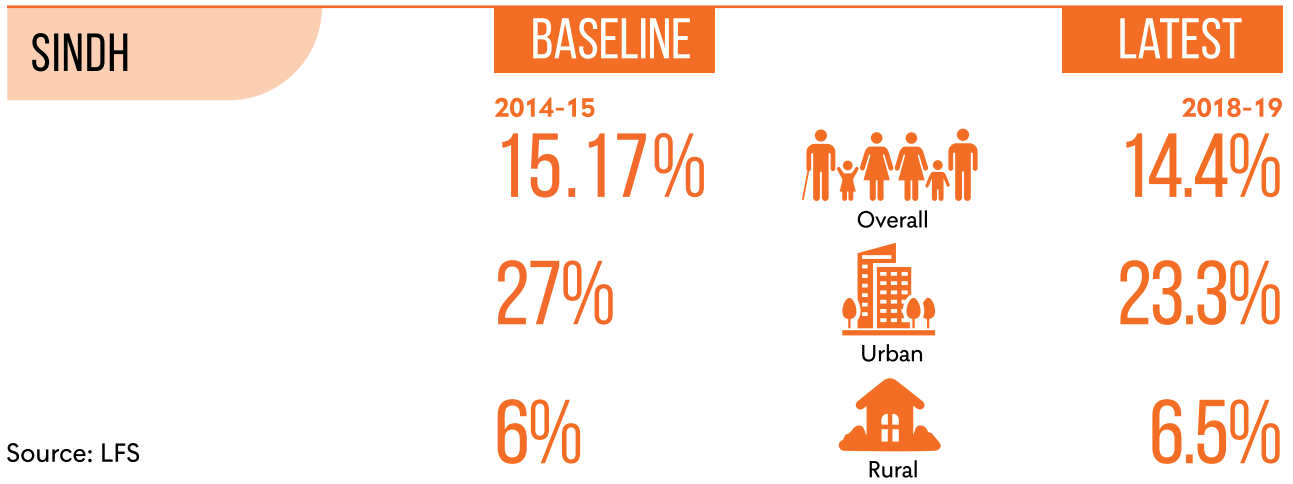 SINDH
BASELINE
LATEST
2014-15
2018-19
15.17%
14.4%
Overall
27%
23.3%
Urban
6%
6.5%
Source: LFS
Rural